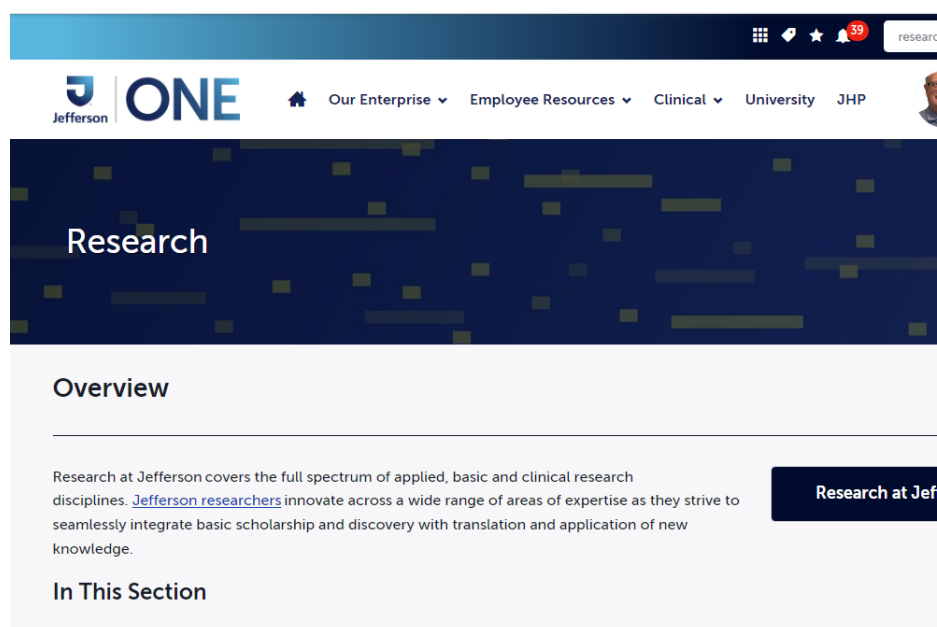 39
researc
Jefferson
ONE
Our Enterprise
Employee Resources
Clinical
University
JHP
Research
Overview
Research at Jefferson covers the full spectrum of applied, basic and clinical research
disciplines. Jefferson researchers innovate across a wide range of areas of expertise as they strive to
seamlessly integrate basic scholarship and discovery with translation and application of new
knowledge.
Research at Jef
In This Section